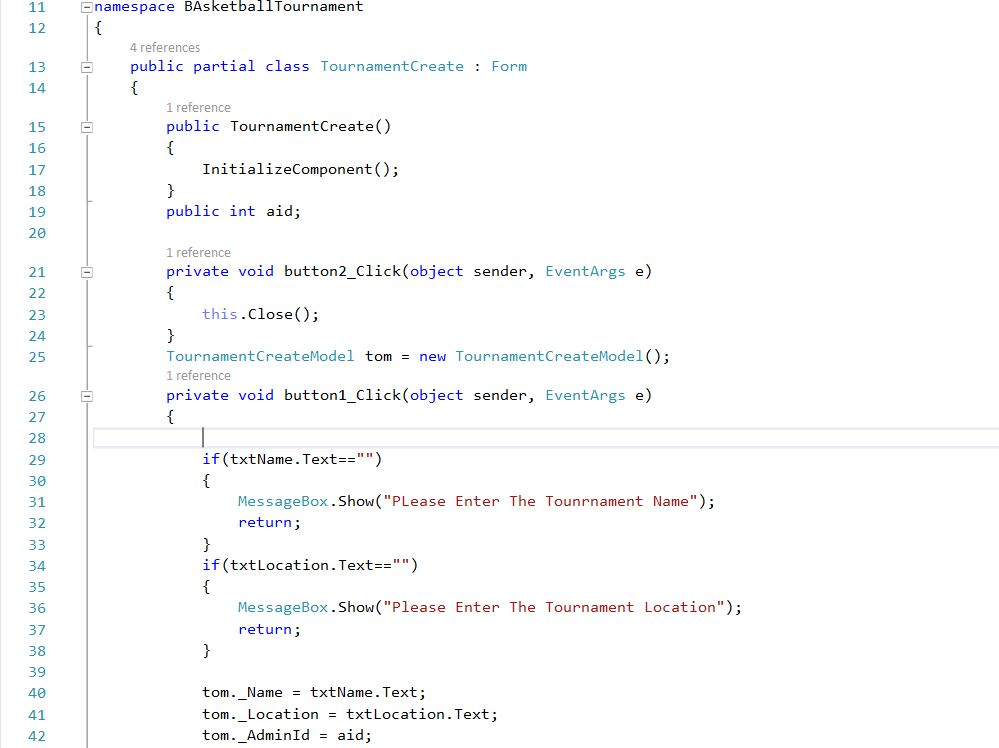 11 namespace BAsketballTournament
12 {
4 references
13 public partial class TournamentCreate : Form
14 {
1 reference
15 public TournamentCreate()
16 {
17 InitializeComponent();
18 }
19 public int aid;
20
1 reference
21 private void button2_Click(object sender, EventArgs e)
22 {
23 this.Close();
24 }
25 TournamentCreateModel tom = new TournamentCreateModel();
1 reference
26 private void button1_Click(object sender, EventArgs e)
27 {
28
29 if(txtName.Text=="")
30 {
31 MessageBox.Show("PLease Enter The Tounrnament Name");
32 return;
33 }
34 if(txtLocation.Text=="")
35 {
36 MessageBox.Show("Please Enter The Tournament Location");
37 return;
38 }
39
40 tom._Name = txtName.Text;
41 tom._Location = txtLocation.Text;
42 tom._AdminId = aid;